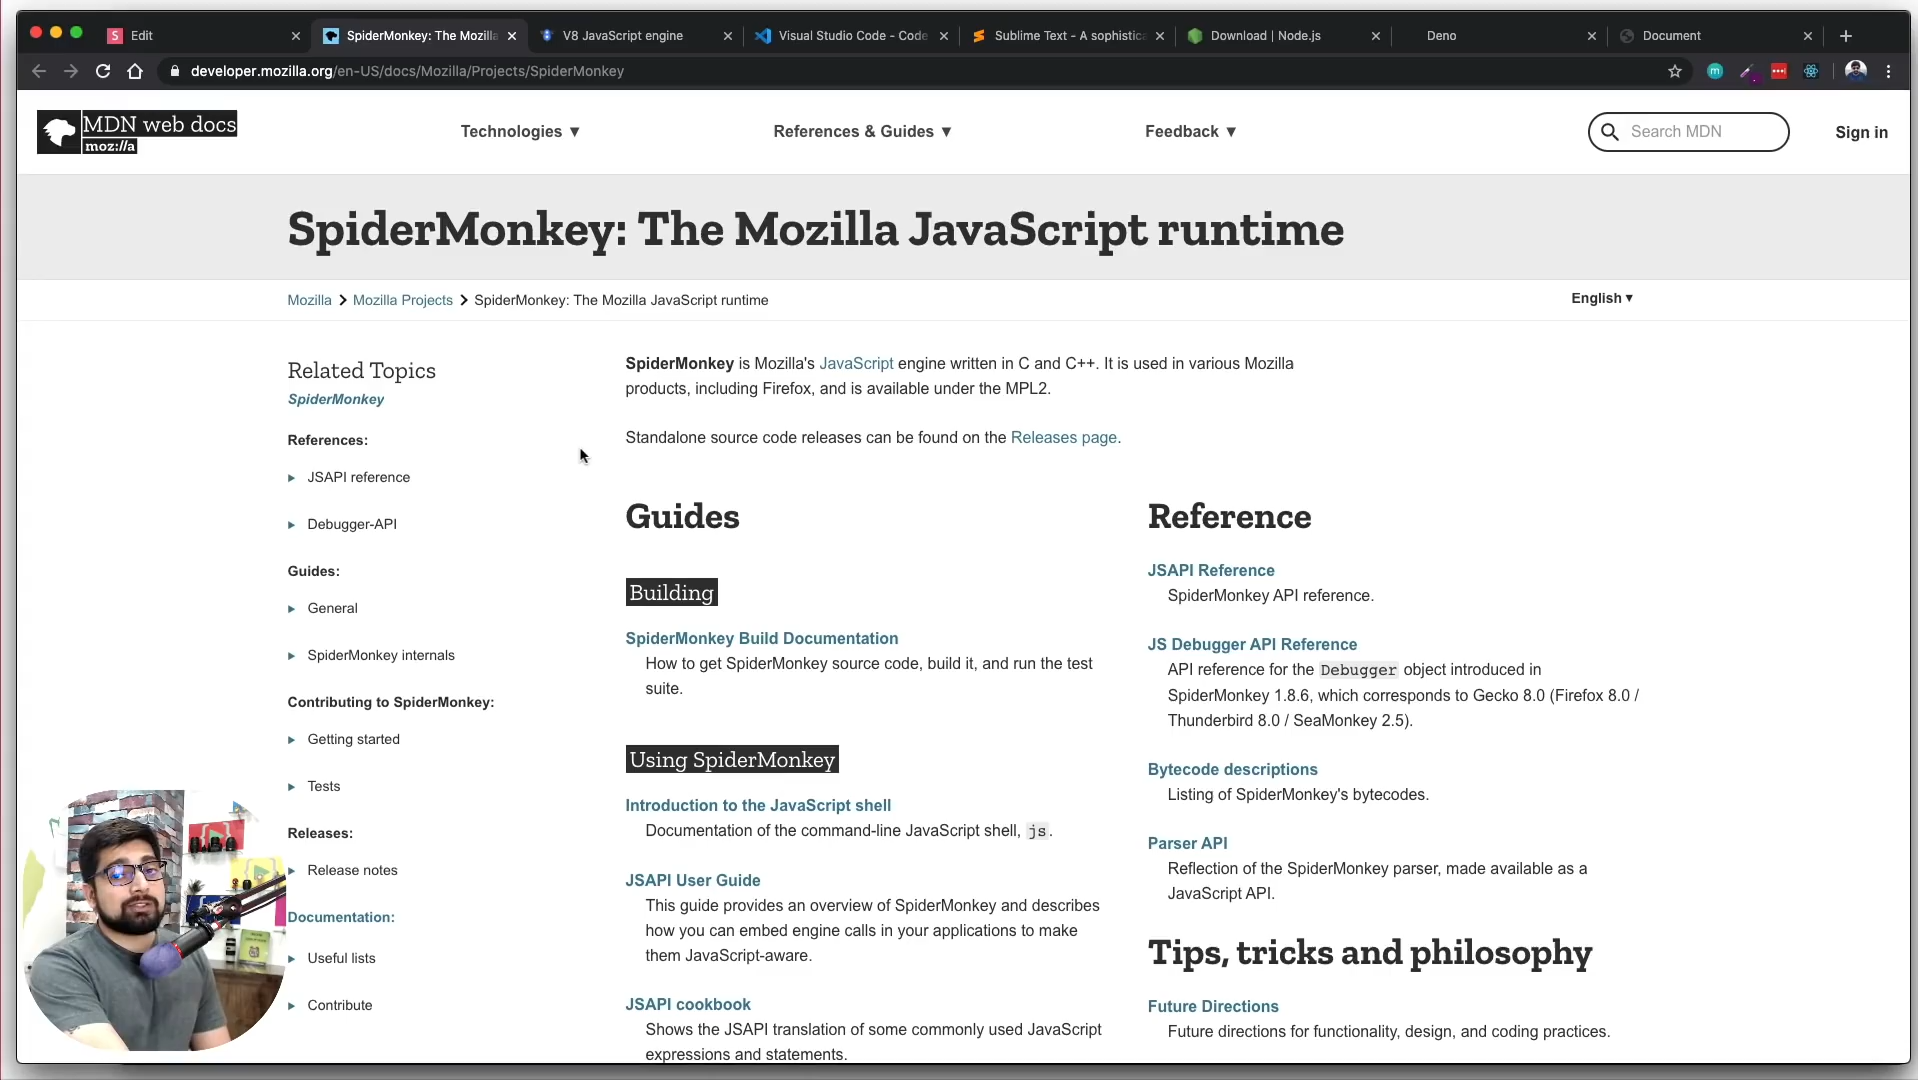 Edit
SpiderMonkey: The Mozilla
V8 JavaScript engine
Visual Studio Code - Code
Sublime Text - A sophistica
Download | Node.js
Deno
Document
developer.mozilla.org/en-US/docs/Mozilla/Projects/SpiderMonkey
MDN web docs
moz://a
Technologies ▼
References & Guides ▼
Feedback ▼
Search MDN
Sign in
SpiderMonkey: The Mozilla JavaScript runtime
Mozilla > Mozilla Projects > SpiderMonkey: The Mozilla JavaScript runtime
English ▼
Related Topics
SpiderMonkey
References:
JSAPI reference
Debugger-API
Guides:
General
SpiderMonkey internals
Contributing to SpiderMonkey:
Getting started
Tests
Releases:
Release notes
Documentation:
Useful lists
Contribute
SpiderMonkey is Mozilla's JavaScript engine written in C and C++. It is used in various Mozilla
products, including Firefox, and is available under the MPL2.
Standalone source code releases can be found on the Releases page.
Guides
Building
SpiderMonkey Build Documentation
How to get SpiderMonkey source code, build it, and run the test
suite.
Using SpiderMonkey
Introduction to the JavaScript shell
Documentation of the command-line JavaScript shell, js.
JSAPI User Guide
This guide provides an overview of SpiderMonkey and describes
how you can embed engine calls in your applications to make
them JavaScript-aware.
JSAPI cookbook
Shows the JSAPI translation of some commonly used JavaScript
expressions and statements.
Reference
JSAPI Reference
SpiderMonkey API reference.
JS Debugger API Reference
API reference for the Debugger object introduced in
SpiderMonkey 1.8.6, which corresponds to Gecko 8.0 (Firefox 8.0 /
Thunderbird 8.0 / SeaMonkey 2.5).
Bytecode descriptions
Listing of SpiderMonkey's bytecodes.
Parser API
Reflection of the SpiderMonkey parser, made available as a
JavaScript API.
Tips, tricks and philosophy
Future Directions
Future directions for functionality, design, and coding practices.